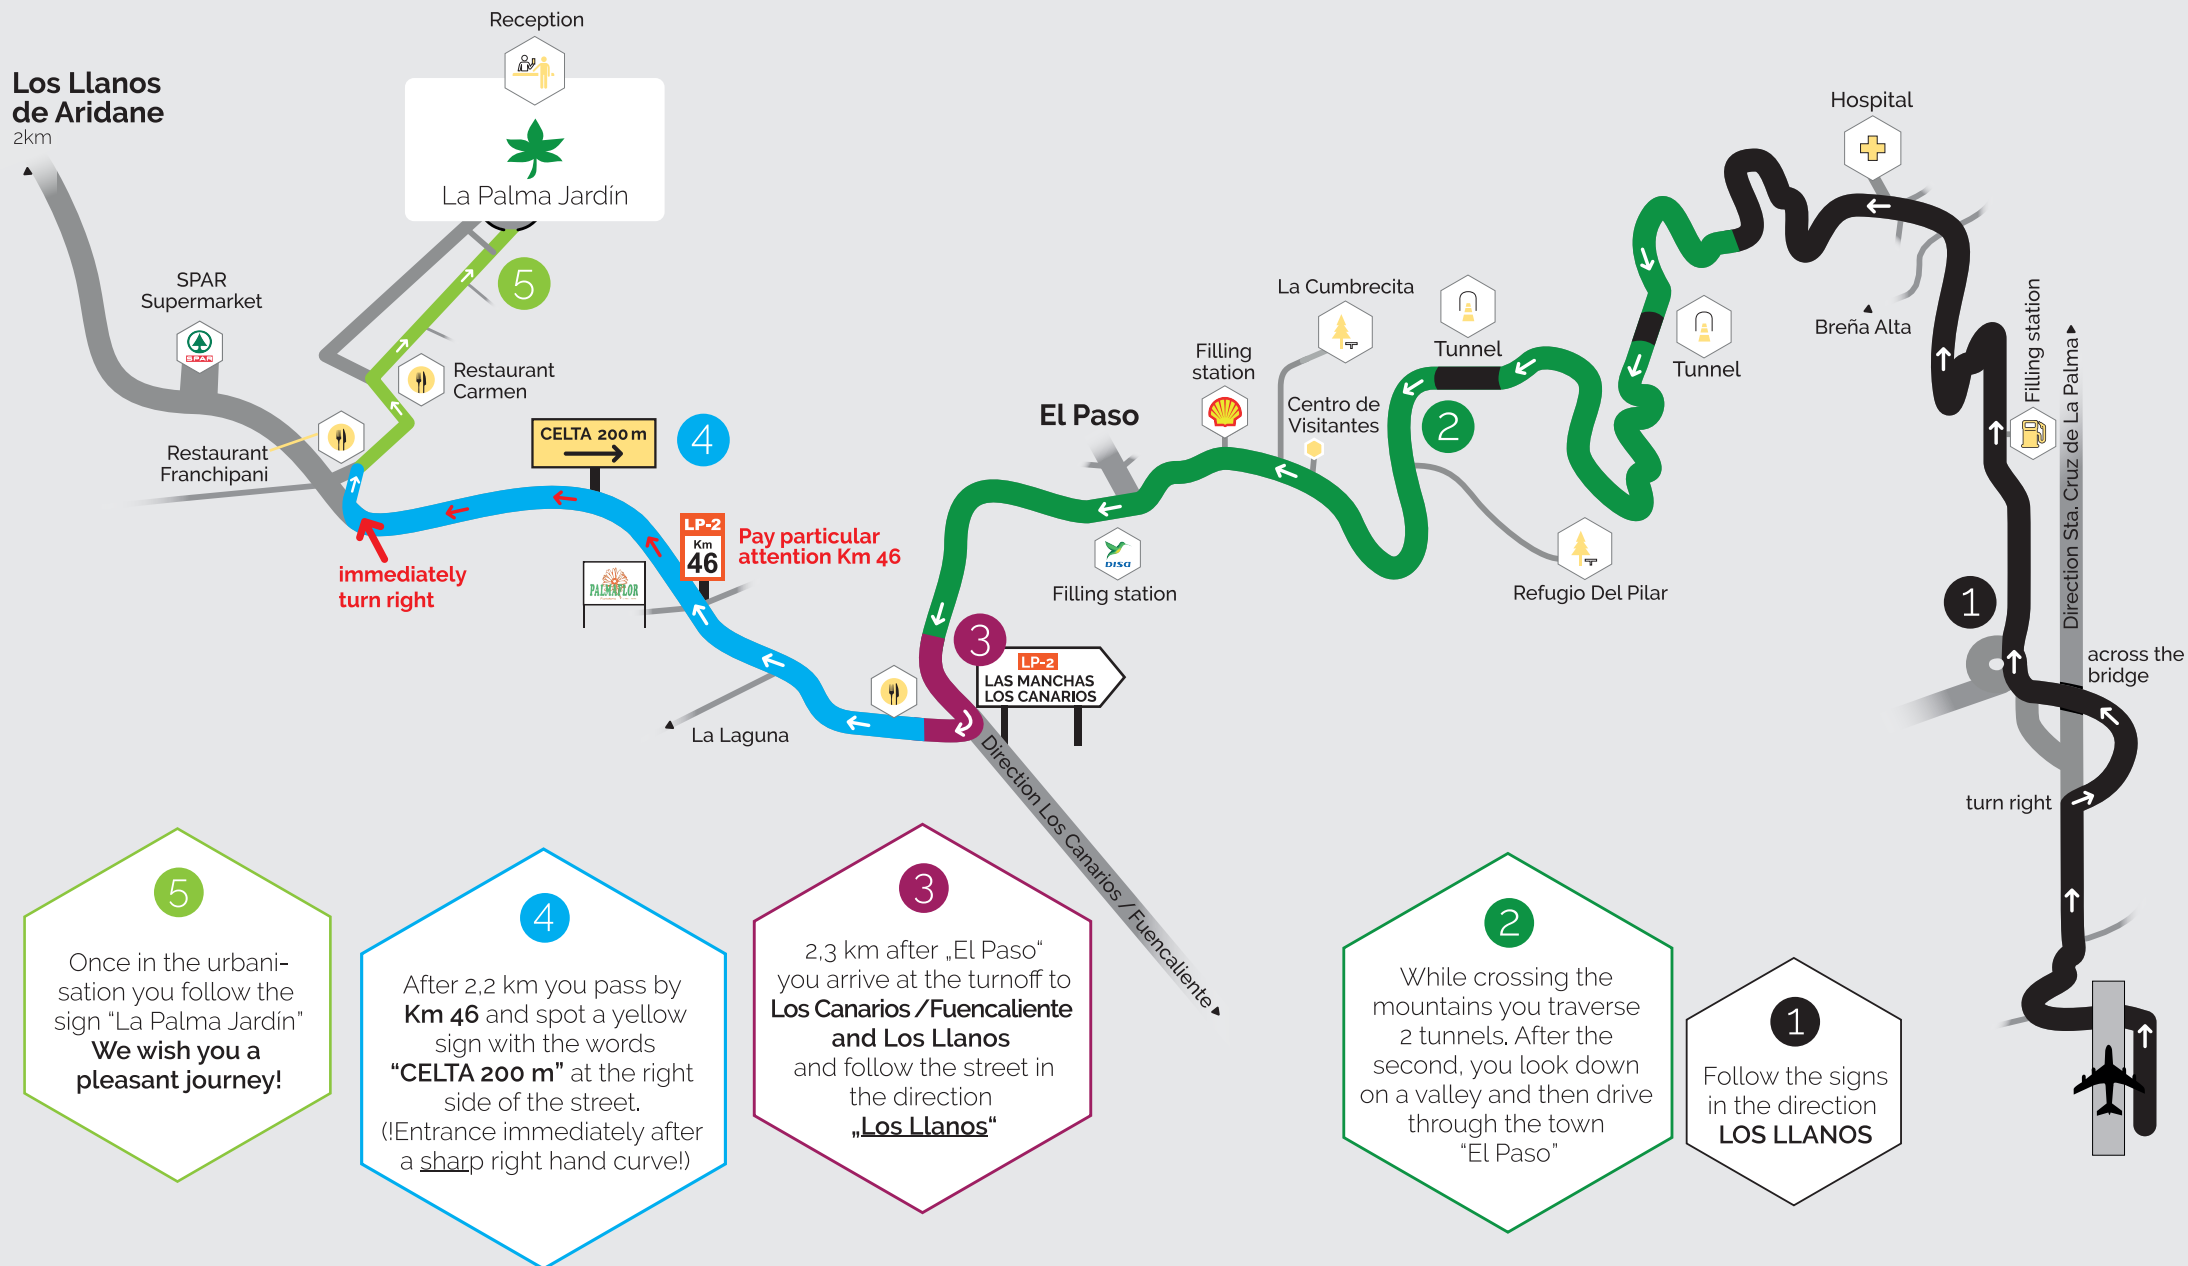 Reception
Los Llanos
de Aridane
2km
La Palma Jardín
5
SPAR
Supermarket
SPAR
Restaurant
Carmen
Restaurant
Franchipani
CELTA 200 m
4
immediately
turn right
LP-2
Km
46
Pay particular
attention Km 46
PALMAFLOR
La Laguna
3
LP-2
LAS MANCHAS
LOS CANARIOS
Direction Los Canarios / Fuencaliente
El Paso
DISA
Filling station
Filling
station
La Cumbrecita
Centro de
Visitantes
Tunnel
2
Refugio Del Pilar
Tunnel
Hospital
Breña Alta
Filling station
Direction Sta. Cruz de La Palma
1
across the
bridge
turn right
5
Once in the urbani-
sation you follow the
sign “La Palma Jardín”
We wish you a
pleasant journey!
4
After 2,2 km you pass by
Km 46 and spot a yellow
sign with the words
“CELTA 200 m” at the right
side of the street.
(!Entrance immediately after
a sharp right hand curve!)
3
2,3 km after „El Paso“
you arrive at the turnoff to
Los Canarios /Fuencaliente
and Los Llanos
and follow the street in
the direction
„Los Llanos“
2
While crossing the
mountains you traverse
2 tunnels. After the
second, you look down
on a valley and then drive
through the town
“El Paso”
1
Follow the signs
in the direction
LOS LLANOS